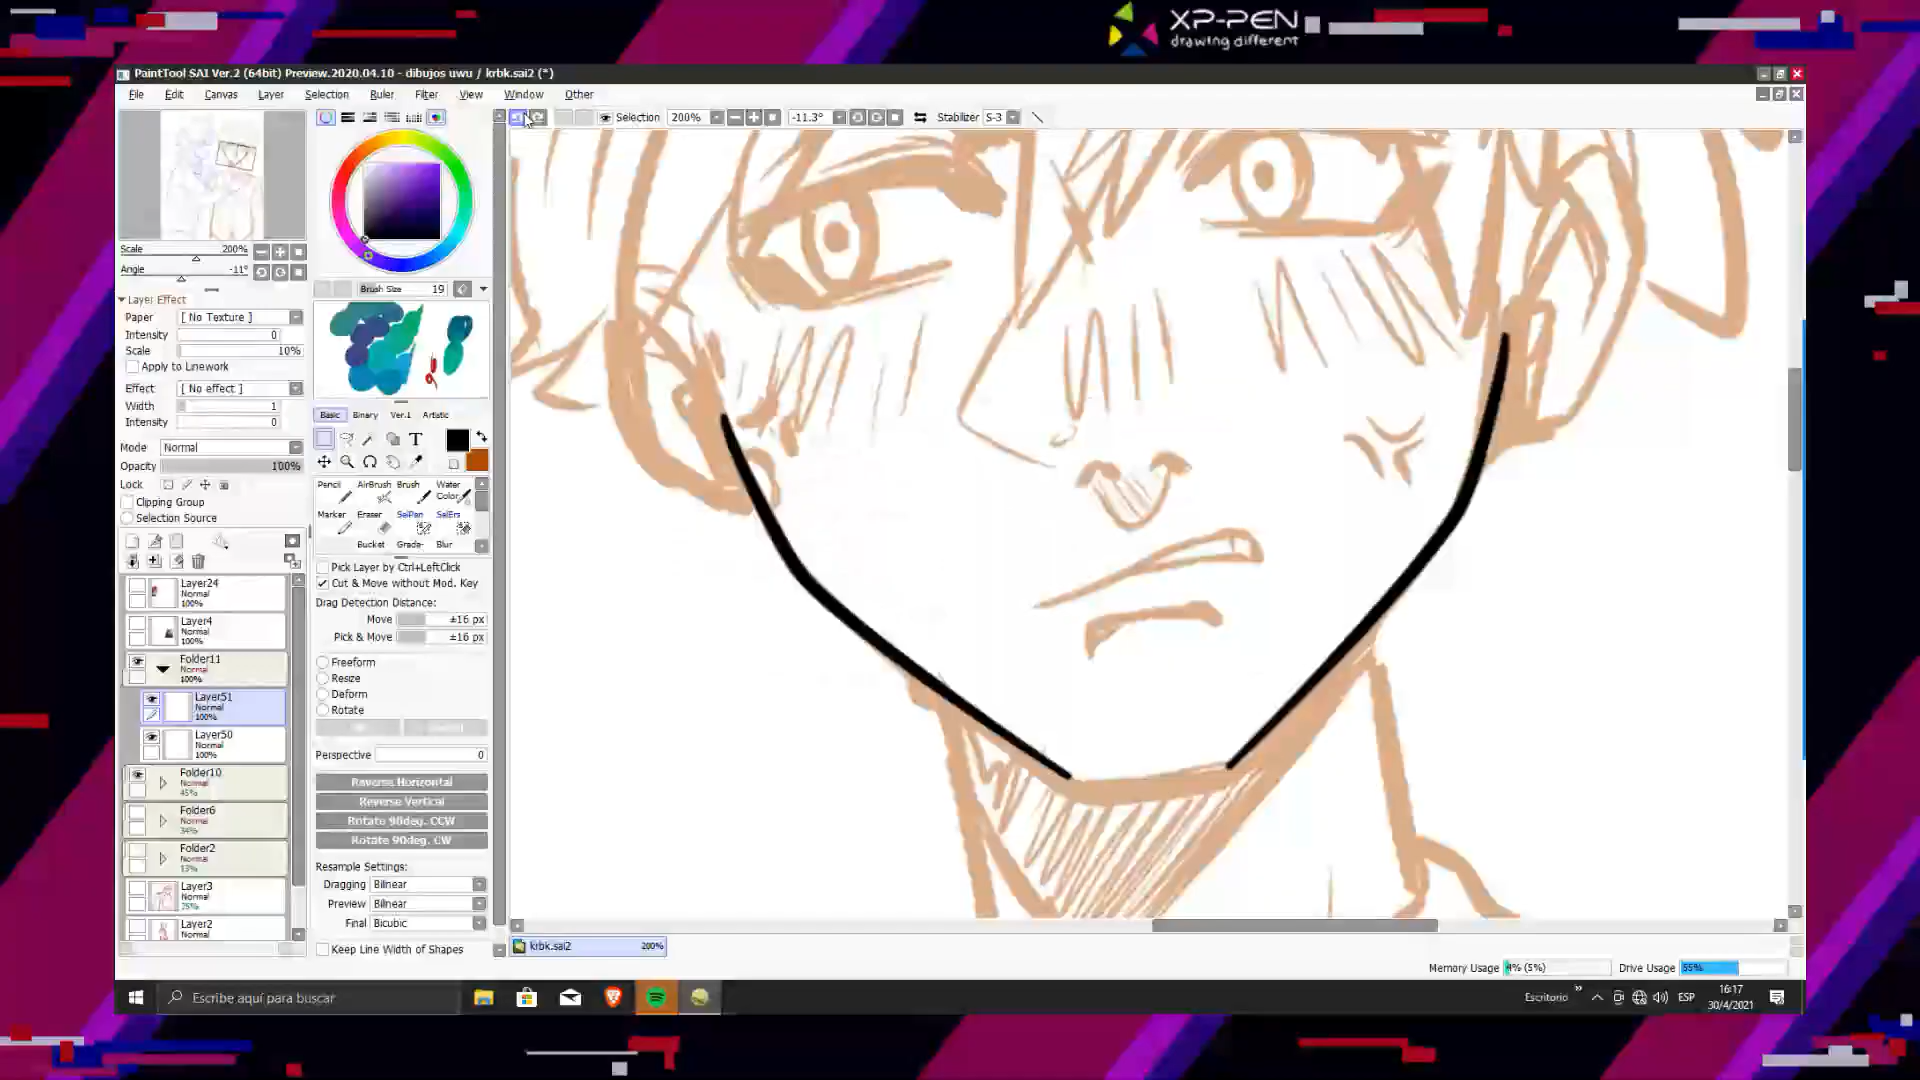 XP-PEN
drawing different
PaintTool SAI Ver.2 (64bit) Preview.2020.04.10 - dibujos uwu / krbk.sai2 (*)
File Edit Canvas Layer Selection Ruler Filter View Window Other
Selection 200% -11.3° Stabilizer S-3
Scale 200%
Angle -11°
Layer Effect
Paper [ No Texture ]
Intensity 0
Scale 10%
Apply to Linework
Effect [ No effect ]
Width 1
Intensity 0
Mode Normal
Opacity 100%
Lock
Clipping Group
Selection Source
Layer24
Normal
100%
Layer4
Normal
100%
Folder11
Normal
100%
Layer51
Normal
100%
Layer50
Normal
100%
Folder10
Normal
45%
Folder6
Normal
34%
Folder2
Normal
13%
Layer3
Normal
25%
Layer2
Normal
Brush Size 19
Basic Binary Ver.1 Artistic
T
Pencil AirBrush Brush Water Color
Marker Eraser SelPen SelErs
Bucket Grada- Blur
Pick Layer by Ctrl+LeftClick
Cut & Move without Mod. Key
Drag Detection Distance:
Move ±16 px
Pick & Move ±16 px
Freeform
Resize
Deform
Rotate
Perspective 0
Reverse Horizontal
Reverse Vertical
Rotate 90deg. CCW
Rotate 90deg. CW
Resample Settings:
Dragging Bilinear
Preview Bilinear
Final Bicubic
Keep Line Width of Shapes
krbk.sai2 200%
Memory Usage 4% (5%) Drive Usage 55%
Escribe aquí para buscar
Escritorio
ESP
16:17
30/4/2021